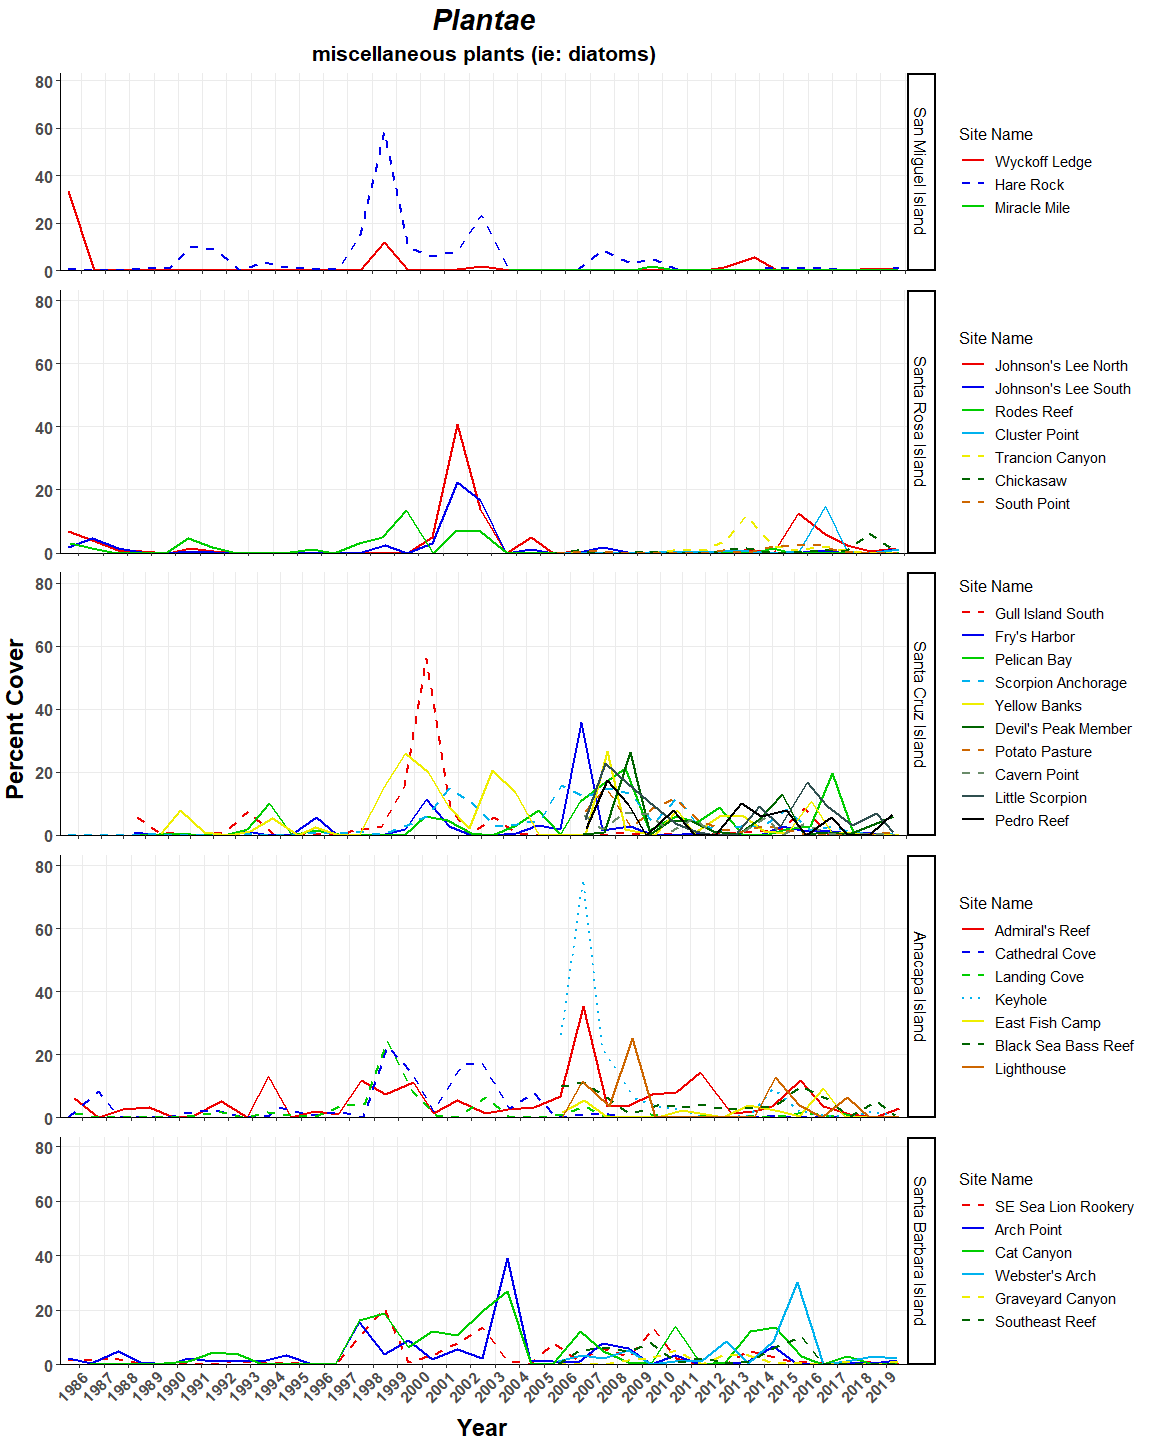 Plantae
miscellaneous plants (ie: diatoms)
Percent Cover
80
60
40
20
0
San Miguel Island
Site Name
Wyckoff Ledge
Hare Rock
Miracle Mile
80
60
40
20
0
Santa Rosa Island
Site Name
Johnson's Lee North
Johnson's Lee South
Rodes Reef
Cluster Point
Trancion Canyon
Chickasaw
South Point
80
60
40
20
0
Santa Cruz Island
Site Name
Gull Island South
Fry's Harbor
Pelican Bay
Scorpion Anchorage
Yellow Banks
Devil's Peak Member
Potato Pasture
Cavern Point
Little Scorpion
Pedro Reef
80
60
40
20
0
Anacapa Island
Site Name
Admiral's Reef
Cathedral Cove
Landing Cove
Keyhole
East Fish Camp
Black Sea Bass Reef
Lighthouse
80
60
40
20
0
Santa Barbara Island
Site Name
SE Sea Lion Rookery
Arch Point
Cat Canyon
Webster's Arch
Graveyard Canyon
Southeast Reef
1986 1987 1988 1989 1990 1991 1992 1993 1994 1995 1996 1997 1998 1999 2000 2001 2002 2003 2004 2005 2006 2007 2008 2009 2010 2011 2012 2013 2014 2015 2016 2017 2018 2019
Year